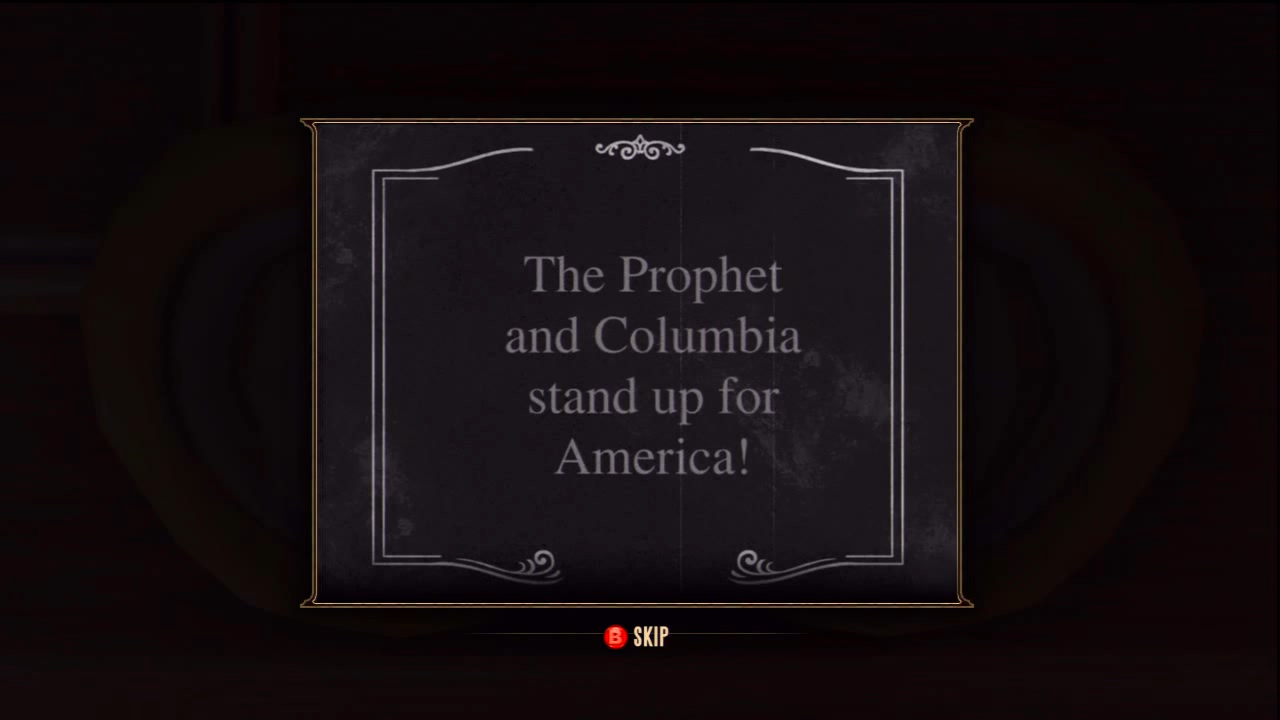 The Prophet
and Columbia
stand up for
America!
B SKIP